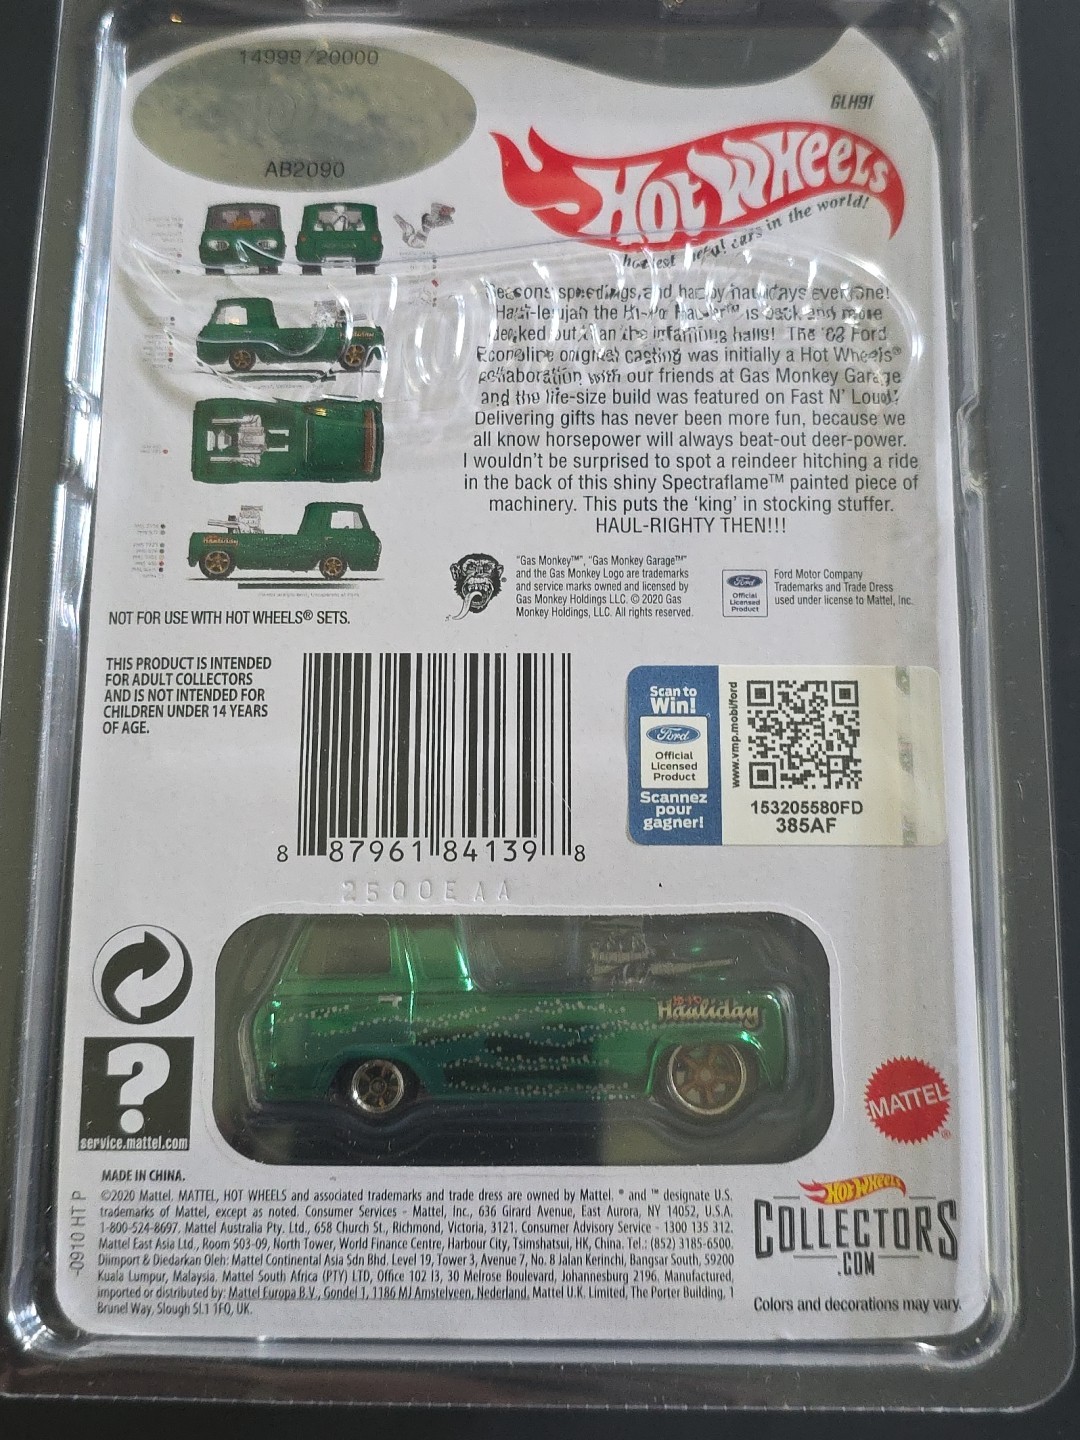 14999/20000
AB2090
GLH91
HOT WHEELS
hottest metal cars in the world!
Seasons speedings, and happy hauldays everyone!
Haul-lelujah the Hi-Po Hauler™ is back and more
decked out than the infamous halls! The '62 Ford
Econoline original casting was initially a Hot Wheels®
collaboration with our friends at Gas Monkey Garage
and the life-size build was featured on Fast N' Loud!
Delivering gifts has never been more fun, because we
all know horsepower will always beat-out deer-power.
I wouldn't be surprised to spot a reindeer hitching a ride
in the back of this shiny Spectraflame™ painted piece of
machinery. This puts the 'king' in stocking stuffer.
HAUL-RIGHTY THEN!!!
Hauliday
"Gas Monkey™", "Gas Monkey Garage™"
and the Gas Monkey Logo are trademarks
and service marks owned and licensed by
Gas Monkey Holdings, LLC. © 2020 Gas
Monkey Holdings, LLC. All rights reserved.
Ford
Official
Licensed
Product
Ford Motor Company
Trademarks and Trade Dress
used under license to Mattel, Inc.
NOT FOR USE WITH HOT WHEELS® SETS.
THIS PRODUCT IS INTENDED
FOR ADULT COLLECTORS
AND IS NOT INTENDED FOR
CHILDREN UNDER 14 YEARS
OF AGE.
8 87961 84139 8
Scan to
Win!
Ford
Official
Licensed
Product
Scannez
pour
gagner!
www.vmp.mobi/ford
153205580FD
385AF
2500EAA
Hauliday
?
service.mattel.com
MATTEL®
MADE IN CHINA.
©2020 Mattel. MATTEL, HOT WHEELS and associated trademarks and trade dress are owned by Mattel. ® and ™ designate U.S.
trademarks of Mattel, except as noted. Consumer Services - Mattel, Inc., 636 Girard Avenue, East Aurora, NY 14052, U.S.A.
1-800-524-8697. Mattel Australia Pty. Ltd., 658 Church St., Richmond, Victoria, 3121. Consumer Advisory Service - 1300 135 312.
Mattel East Asia Ltd., Room 503-09, North Tower, World Finance Centre, Harbour City, Tsimshatsui, HK, China. Tel.: (852) 3185-6500.
Diimport & Diedarkan Oleh: Mattel Continental Asia Sdn Bhd. Level 19, Tower 3, Avenue 7, No. 8 Jalan Kerinchi, Bangsar South, 59200
Kuala Lumpur, Malaysia. Mattel South Africa (PTY) LTD, Office 102 I3, 30 Melrose Boulevard, Johannesburg 2196. Manufactured,
imported or distributed by: Mattel Europa B.V., Gondel 1, 1186 MJ Amstelveen, Nederland. Mattel U.K. Limited, The Porter Building, 1
Brunel Way, Slough SL1 1FQ, UK.
-0910 HT P
HOT WHEELS
COLLECTORS
.COM
Colors and decorations may vary.